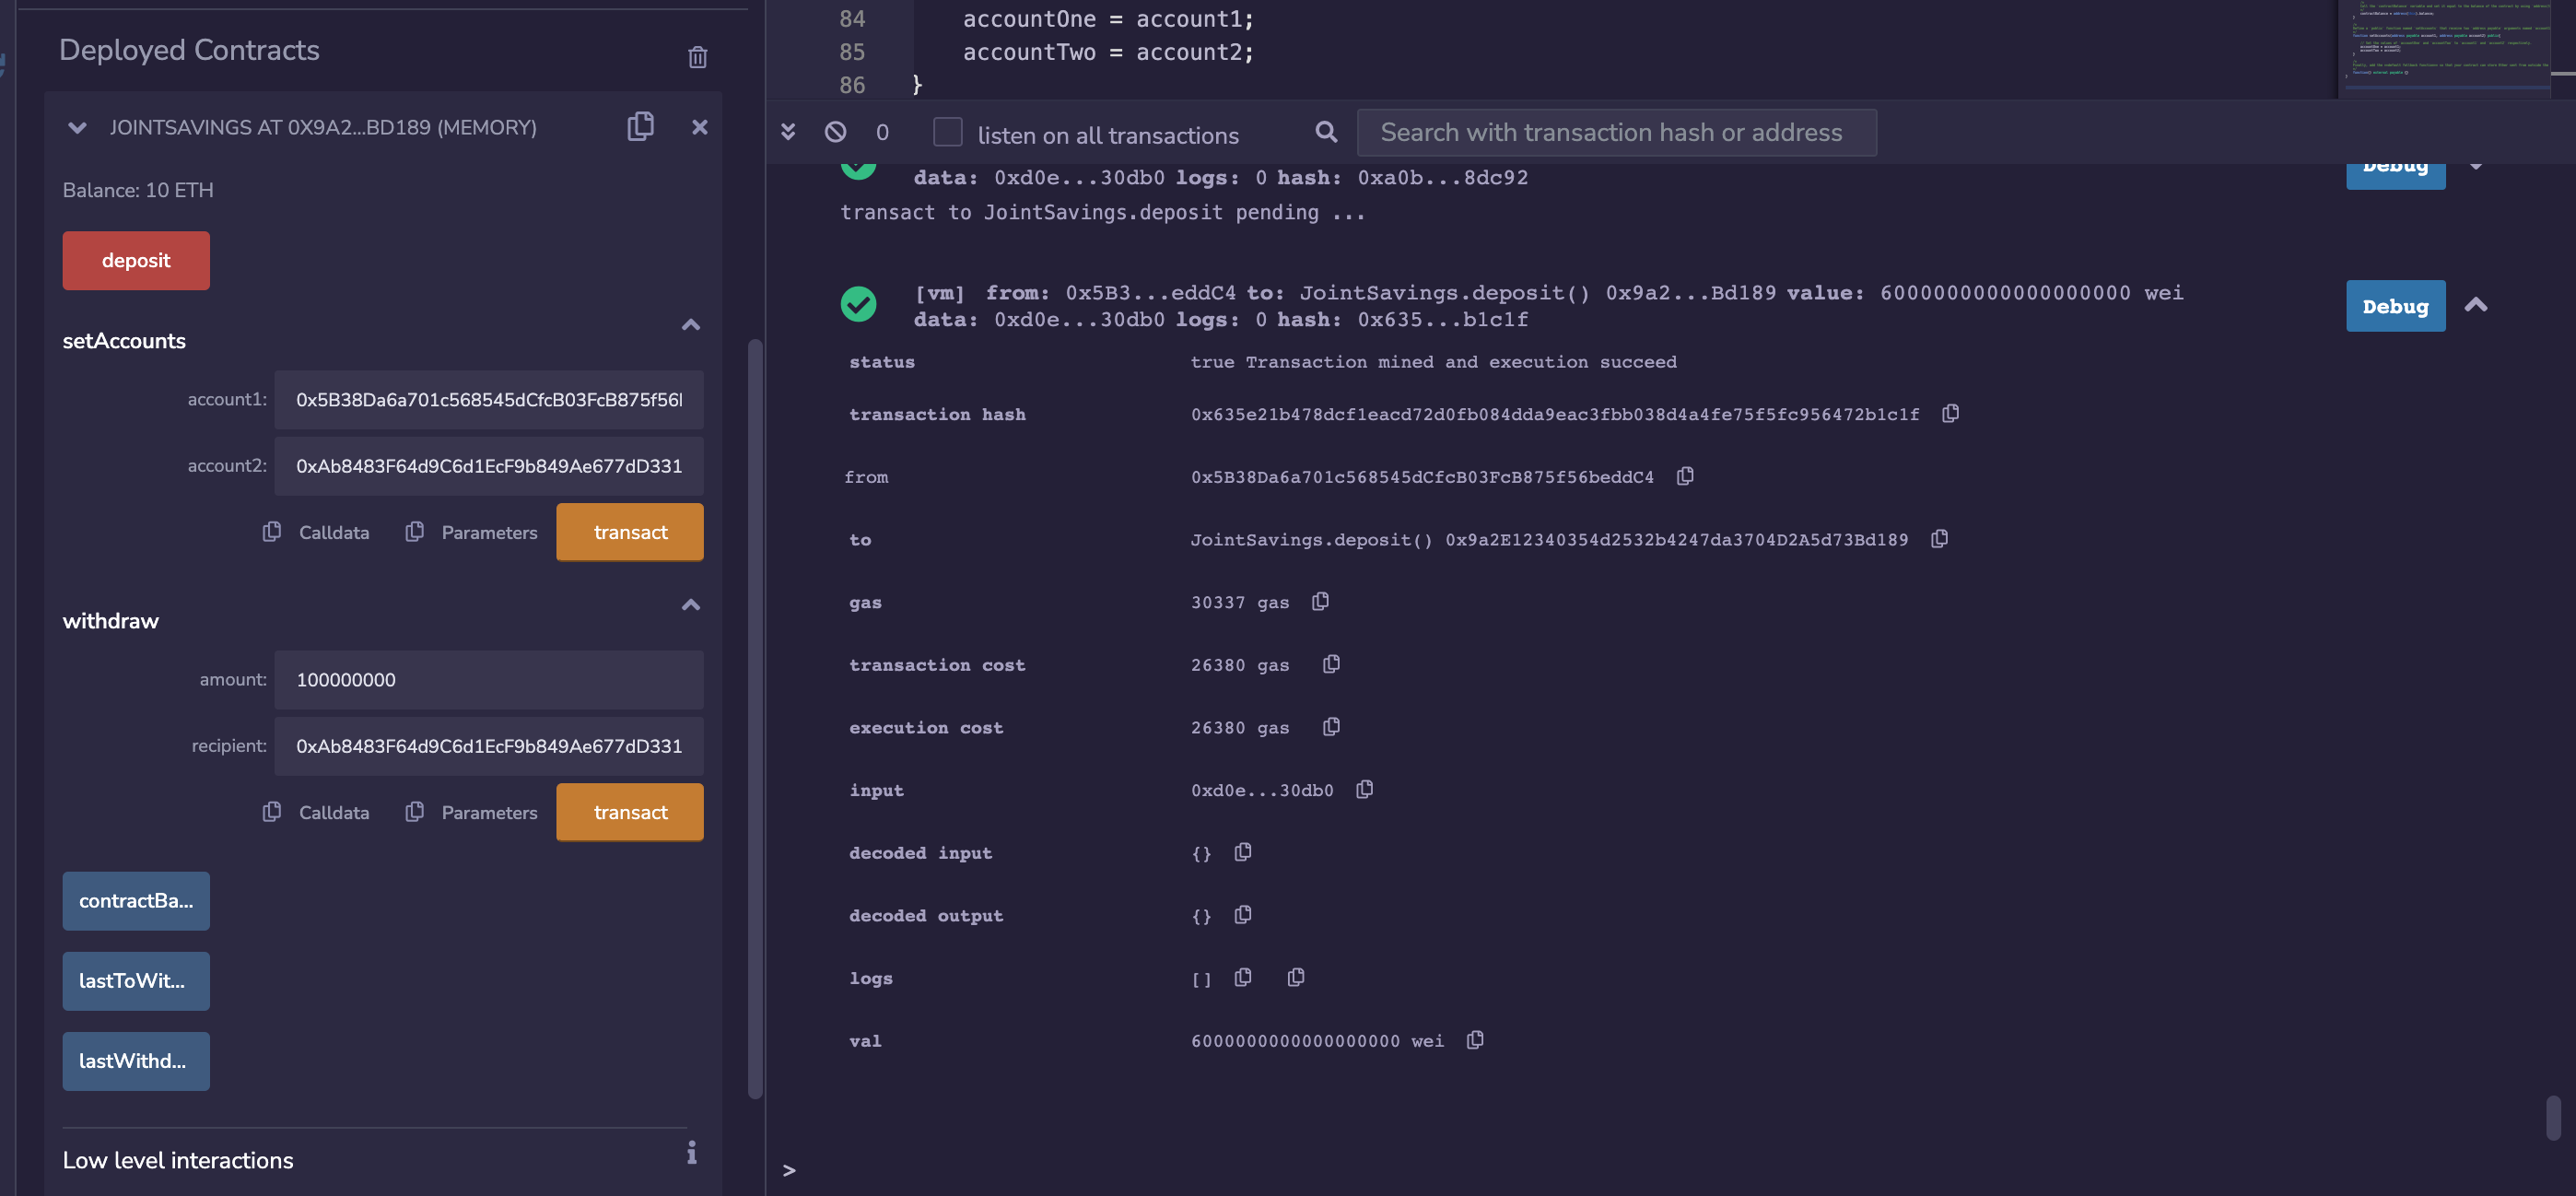 Deployed Contracts
JOINTSAVINGS AT 0X9A2...BD189 (MEMORY)
Balance: 10 ETH
deposit
setAccounts
account1: 0x5B38Da6a701c568545dCfcB03FcB875f56
account2: 0xAb8483F64d9C6d1EcF9b849Ae677dD331
Calldata Parameters transact
withdraw
amount: 100000000
recipient: 0xAb8483F64d9C6d1EcF9b849Ae677dD331
Calldata Parameters transact
contractBa...
lastToWit...
lastWithd...
Low level interactions
84 accountOne = account1;
85 accountTwo = account2;
86 }
0 listen on all transactions Search with transaction hash or address
data: 0xd0e...30db0 logs: 0 hash: 0xa0b...8dc92 Debug
transact to JointSavings.deposit pending ...
[vm] from: 0x5B3...eddC4 to: JointSavings.deposit() 0x9a2...Bd189 value: 6000000000000000000 wei
data: 0xd0e...30db0 logs: 0 hash: 0x635...b1c1f Debug
status true Transaction mined and execution succeed
transaction hash 0x635e21b478dcf1eacd72d0fb084dda9eac3fbb038d4a4fe75f5fc956472b1c1f
from 0x5B38Da6a701c568545dCfcB03FcB875f56beddC4
to JointSavings.deposit() 0x9a2E12340354d2532b4247da3704D2A5d73Bd189
gas 30337 gas
transaction cost 26380 gas
execution cost 26380 gas
input 0xd0e...30db0
decoded input {}
decoded output {}
logs []
val 6000000000000000000 wei
>